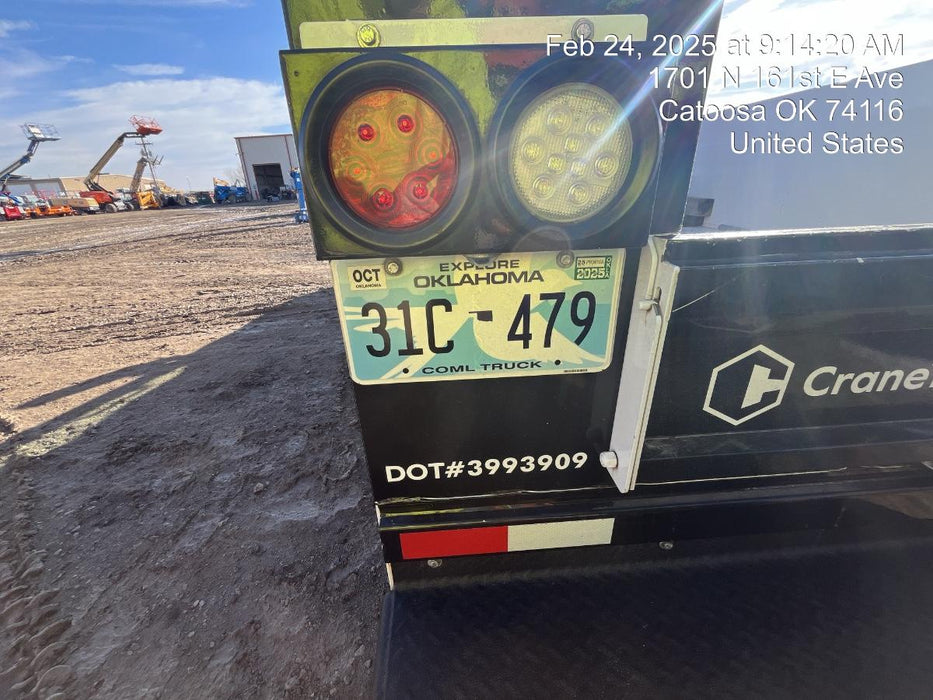 Feb 24, 2025 at 9:14:20 AM
1701 N 161st E Ave
Catoosa OK 74116
United States
OCT
OKLAHOMA
EXPLORE
OKLAHOMA
2025
31C 479
COML TRUCK
Crane
DOT#3993909